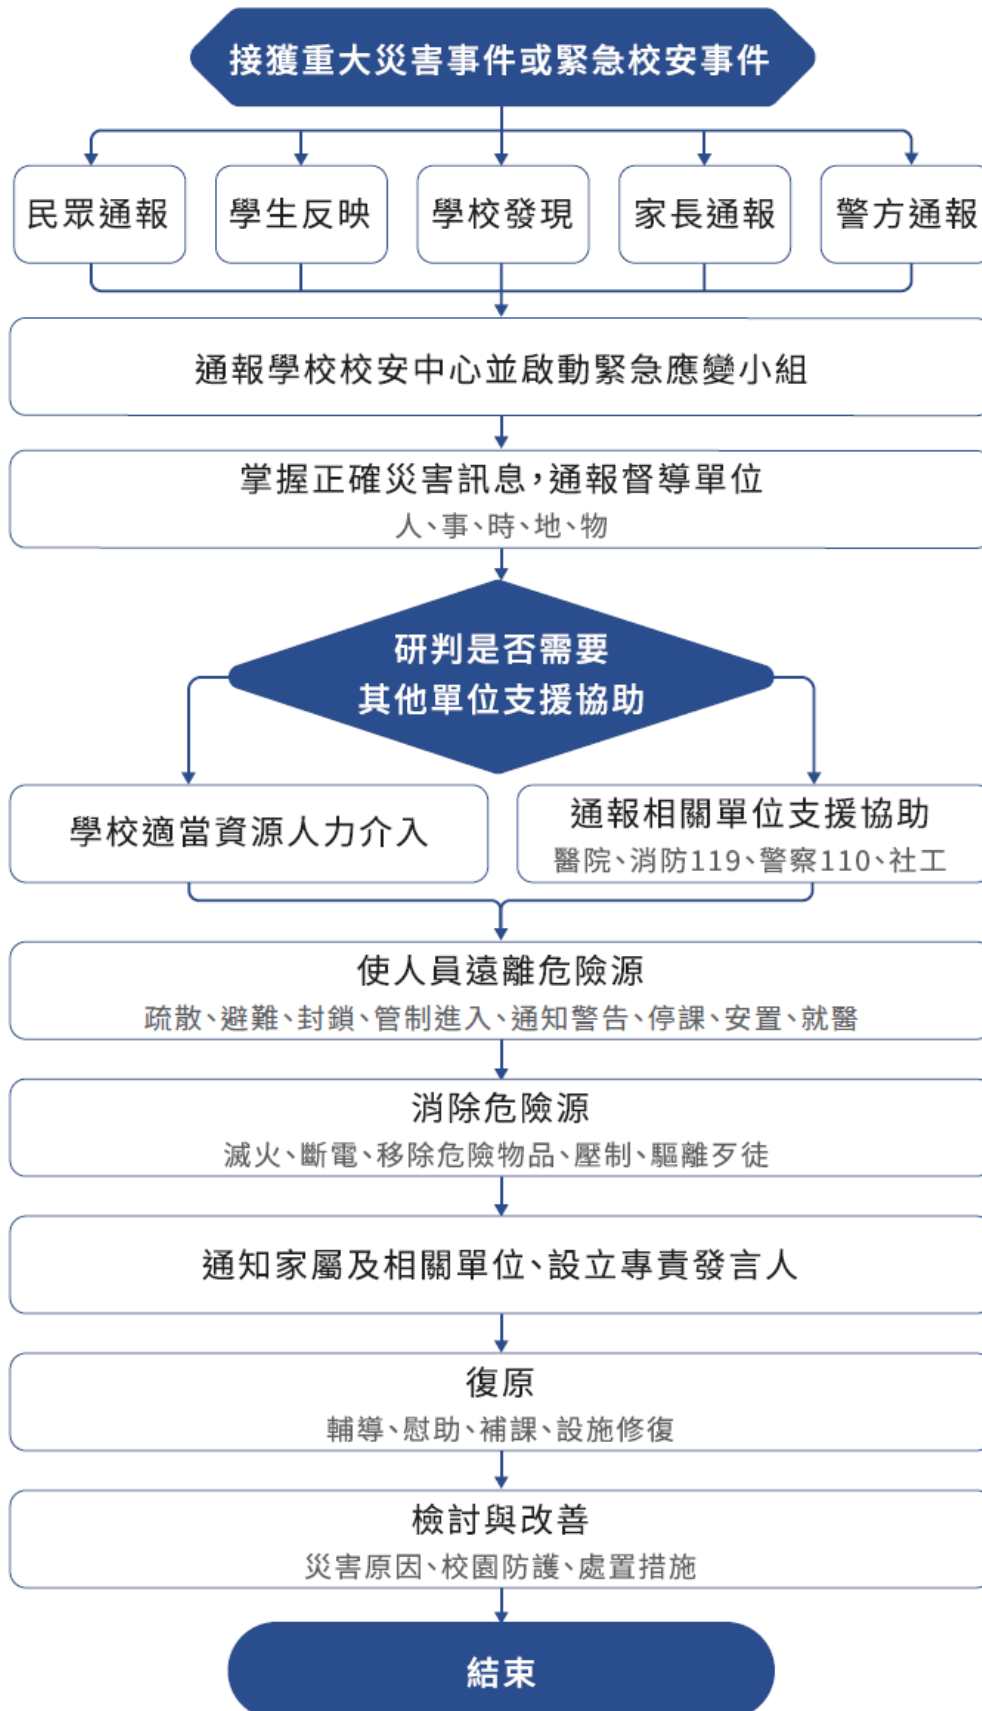 接獲重大災害事件或緊急校安事件
民眾通報
學生反映
學校發現
家長通報
警方通報
通報學校校安中心並啟動緊急應變小組
掌握正確災害訊息,通報督導單位
人、事、時、地、物
研判是否需要
其他單位支援協助
學校適當資源人力介入
通報相關單位支援協助
醫院、消防119、警察110、社工
使人員遠離危險源
疏散、避難、封鎖、管制進入、通知警告、停課、安置、就醫
消除危險源
滅火、斷電、移除危險物品、壓制、驅離歹徒
通知家屬及相關單位、設立專責發言人
復原
輔導、慰助、補課、設施修復
檢討與改善
災害原因、校園防護、處置措施
結束